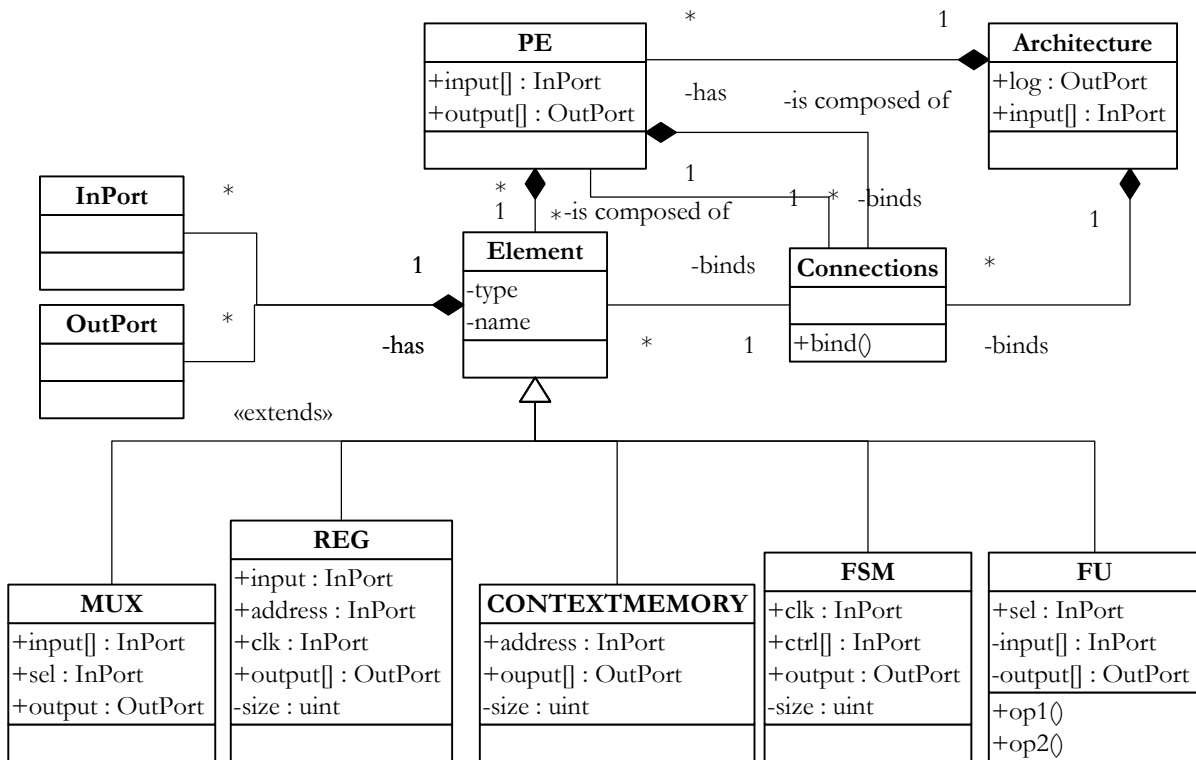 PE
+input[] : InPort
+output[] : OutPort
*
1
Architecture
+log : OutPort
+input[] : InPort
-has
-is composed of
InPort
*
*
1
*-is composed of
1
1
*
-binds
1
Element
-type
-name
1
-binds
Connections
+bind()
*
OutPort
*
-has
*
1
-binds
«extends»
MUX
+input[] : InPort
+sel : InPort
+output : OutPort
REG
+input : InPort
+address : InPort
+clk : InPort
+output[] : OutPort
-size : uint
CONTEXTMEMORY
+address : InPort
+ouput[] : OutPort
-size : uint
FSM
+clk : InPort
+ctrl[] : InPort
+output : OutPort
-size : uint
FU
+sel : InPort
-input[] : InPort
-output[] : OutPort
+op1()
+op2()